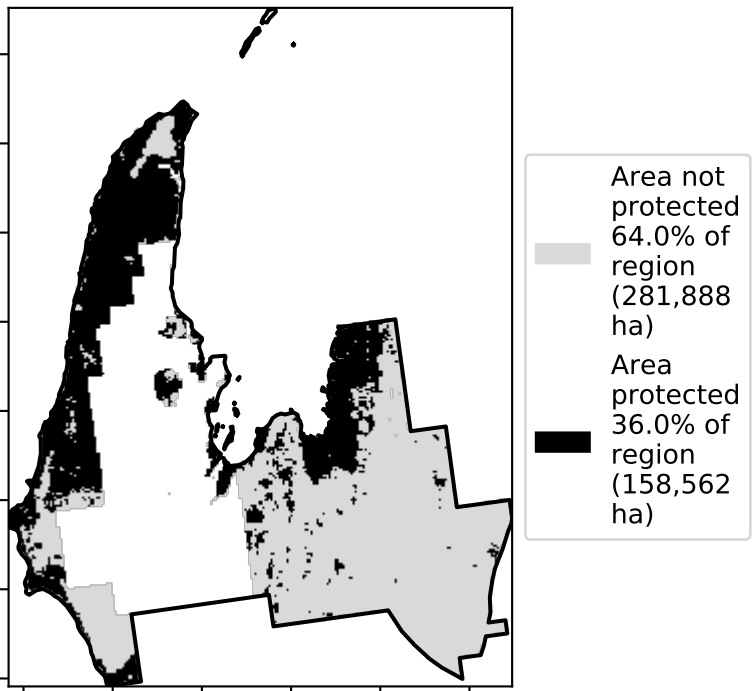 Area not
protected
64.0% of
region
(281,888
ha)
Area
protected
36.0% of
region
(158,562
ha)